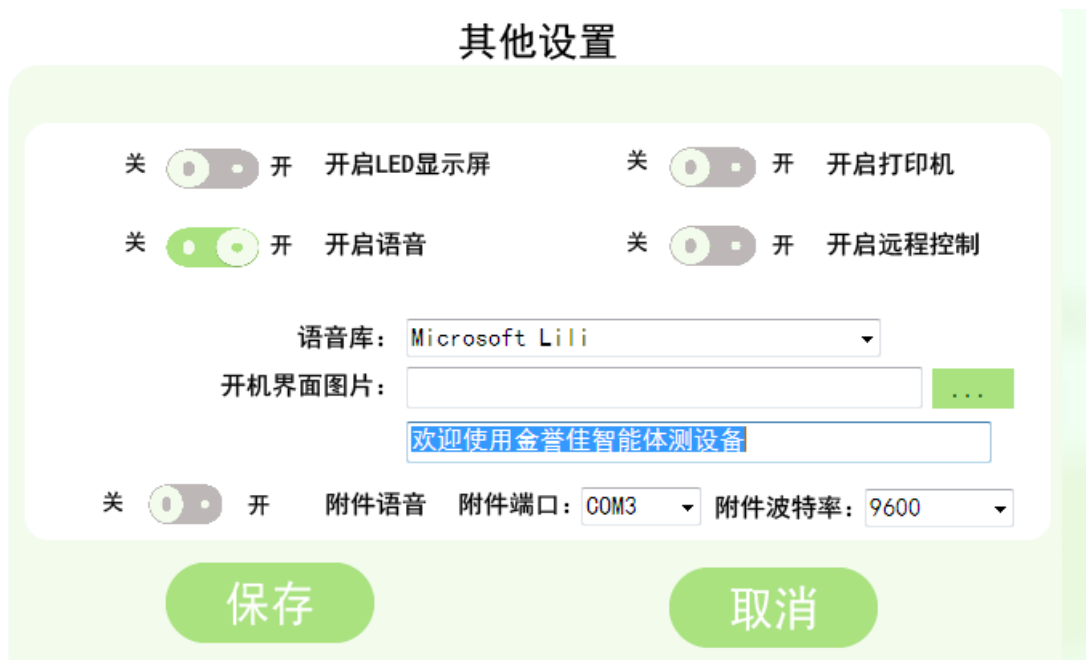 其他设置
关 开 开启LED显示屏 关 开 开启打印机
关 开 开启语音 关 开 开启远程控制
语音库： Microsoft Lili
开机界面图片： ...
欢迎使用金誉佳智能体测设备
关 开 附件语音 附件端口：COM3 附件波特率：9600
保存 取消